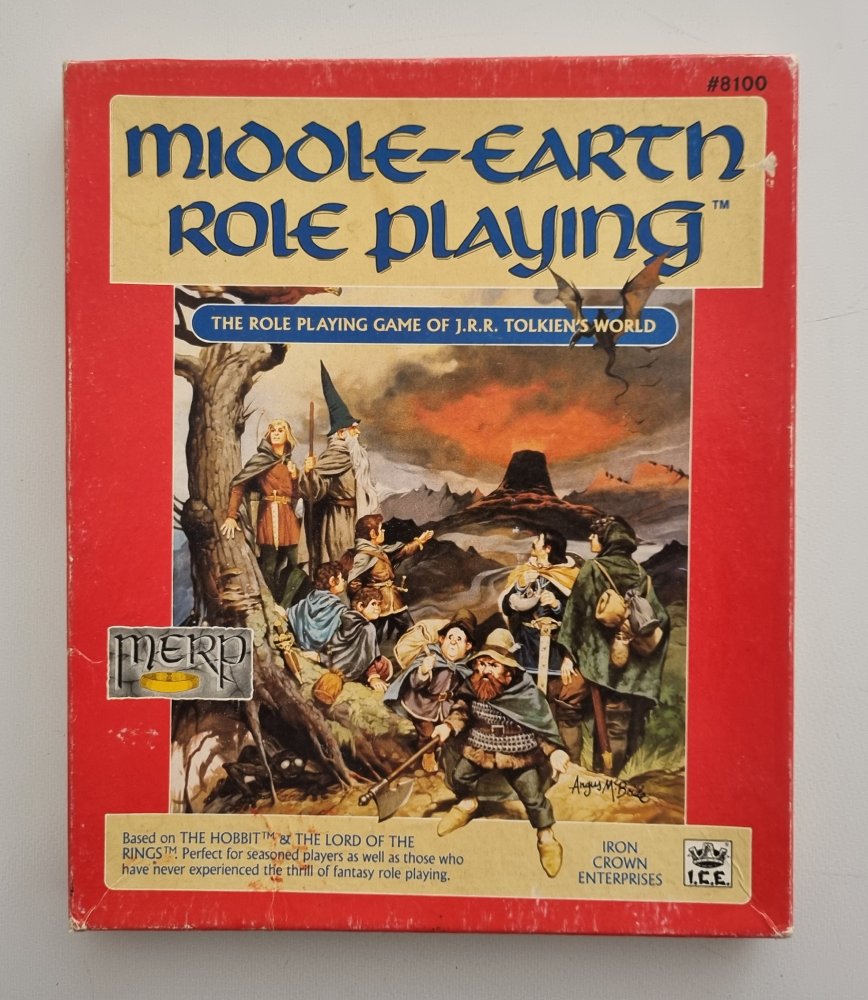 #8100
MIDDLE-EARTH
ROLE PLAYING™
THE ROLE PLAYING GAME OF J.R.R. TOLKIEN'S WORLD
MERP
Angus McBride
Based on THE HOBBIT™ & THE LORD OF THE
RINGS™. Perfect for seasoned players as well as those who
have never experienced the thrill of fantasy role playing.
IRON
CROWN
ENTERPRISES
I.C.E.